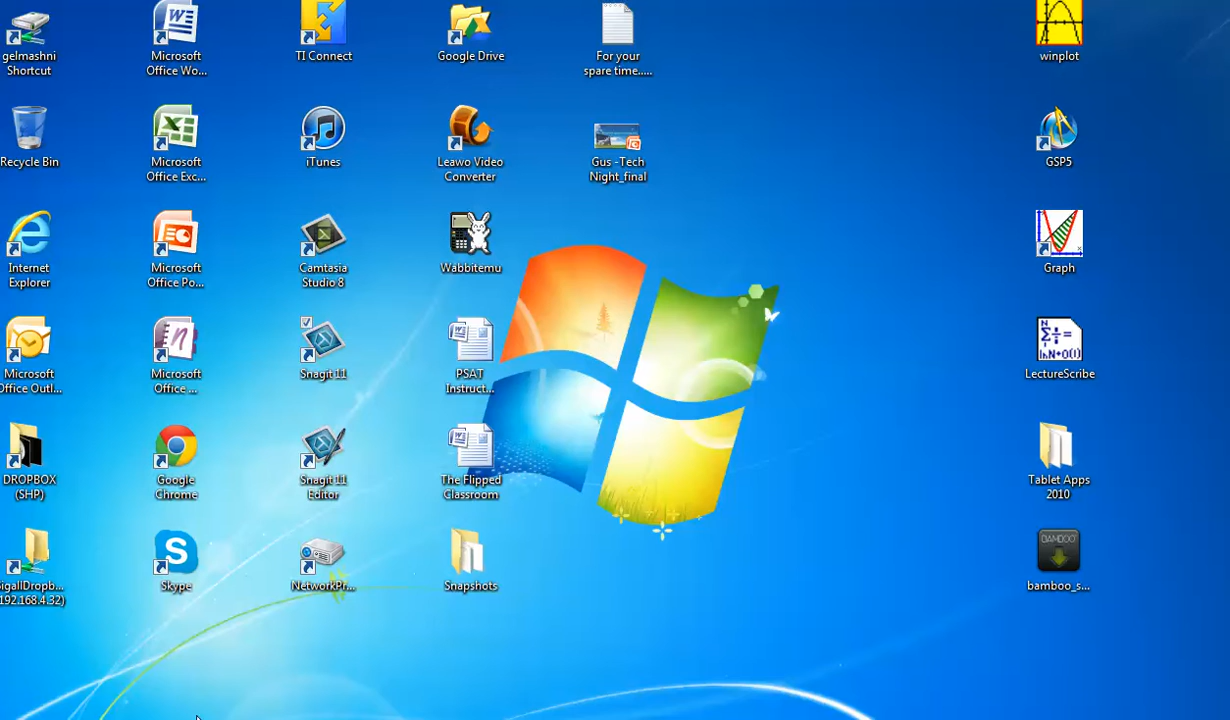 gelmashni
Shortcut
Microsoft
Office Wo...
TI Connect
Google Drive
For your
spare time.....
winplot
Recycle Bin
Microsoft
Office Exc...
iTunes
Leawo Video
Converter
Gus -Tech
Night_final
GSP5
Internet
Explorer
Microsoft
Office Po...
Camtasia
Studio 8
Wabbitemu
Graph
Microsoft
Office Outl...
Microsoft
Office ...
Snagit 11
PSAT
Instruct...
LectureScribe
DROPBOX
(SHP)
Google
Chrome
Snagit 11
Editor
The Flipped
Classroom
Tablet Apps
2010
SigallDropb...
192.168.4.32)
Skype
NetworkPr...
Snapshots
BAMBOO
bamboo_s...